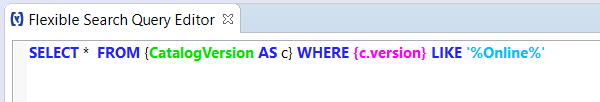 Flexible Search Query Editor
SELECT * FROM {CatalogVersion AS c} WHERE {c.version} LIKE '%Online%'